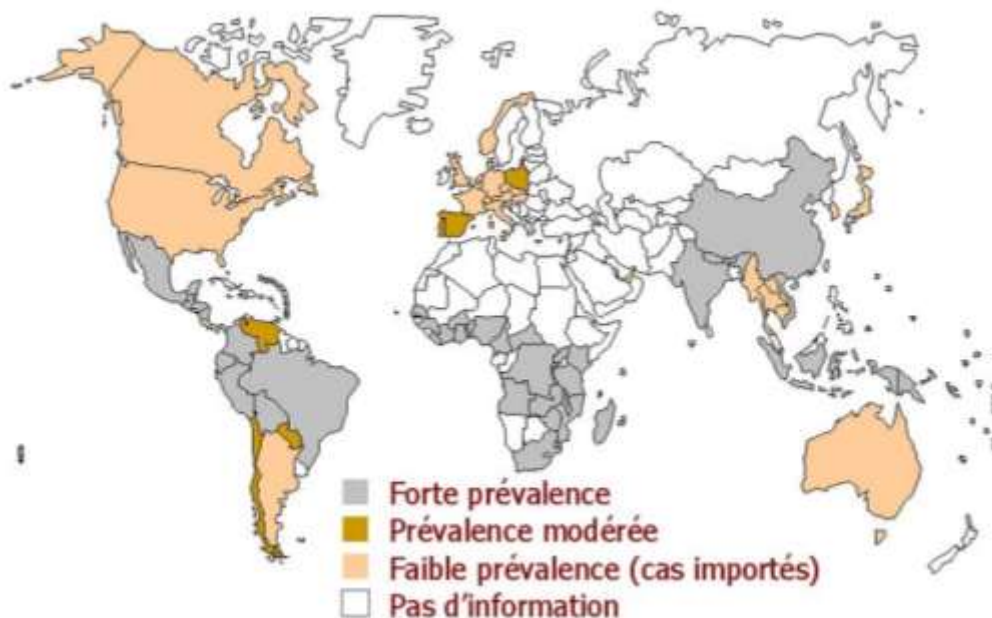 Forte prévalence
Prévalence modérée
Faible prévalence (cas importés)
Pas d'information